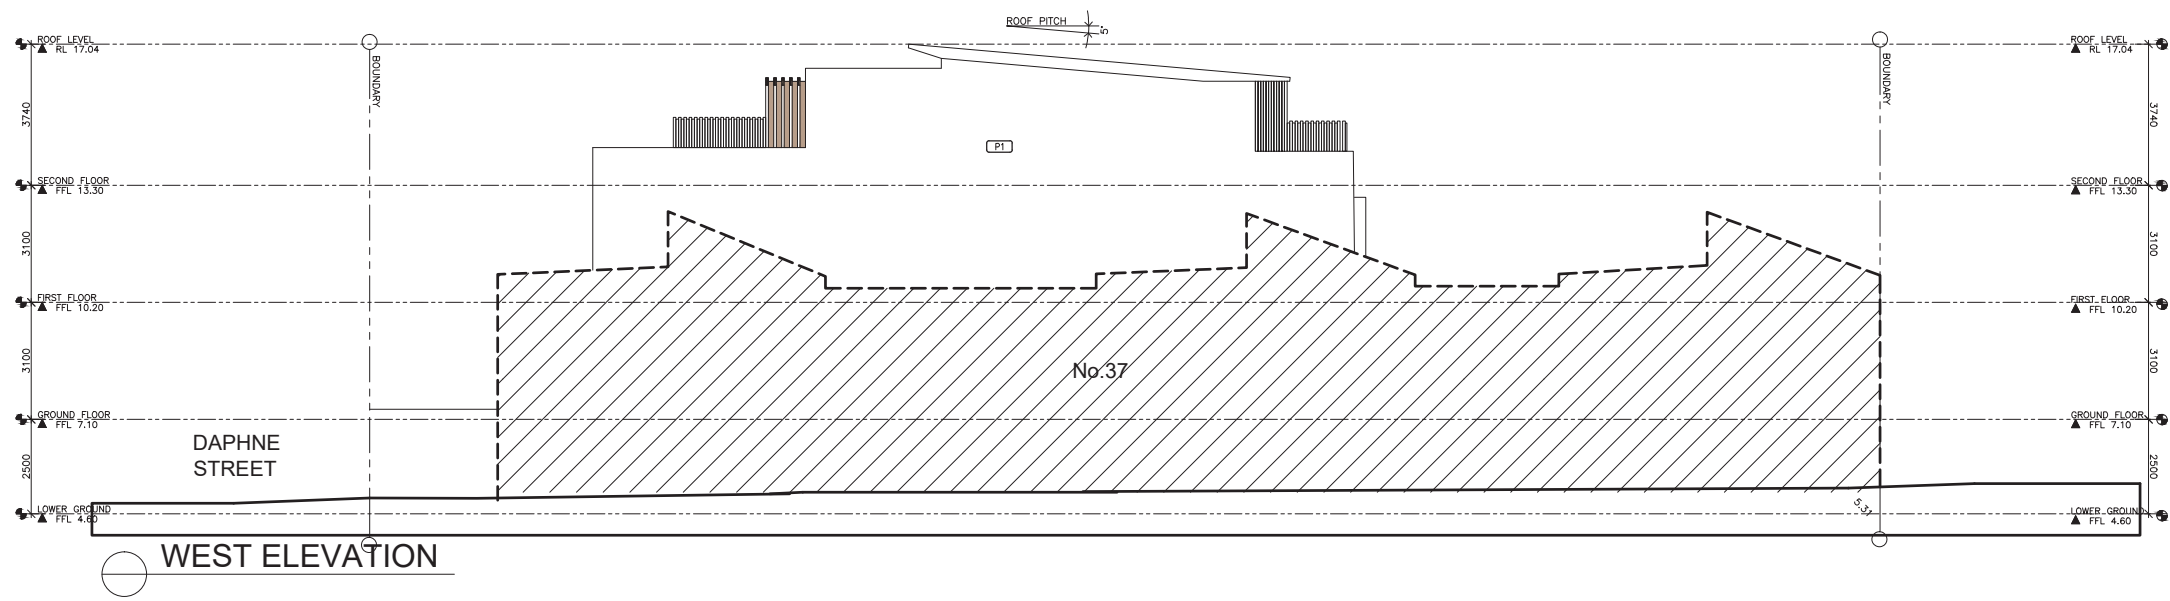 ROOF PITCH
5°
ROOF LEVEL
RL 17.04
BOUNDARY
BOUNDARY
ROOF LEVEL
RL 17.04
3740
3740
P1
SECOND FLOOR
FFL 13.30
SECOND FLOOR
FFL 13.30
3100
3100
FIRST FLOOR
FFL 10.20
FIRST FLOOR
FFL 10.20
3100
3100
No.37
GROUND FLOOR
FFL 7.10
GROUND FLOOR
FFL 7.10
DAPHNE
STREET
2500
2500
5.31
LOWER GROUND
FFL 4.60
LOWER GROUND
FFL 4.60
WEST ELEVATION